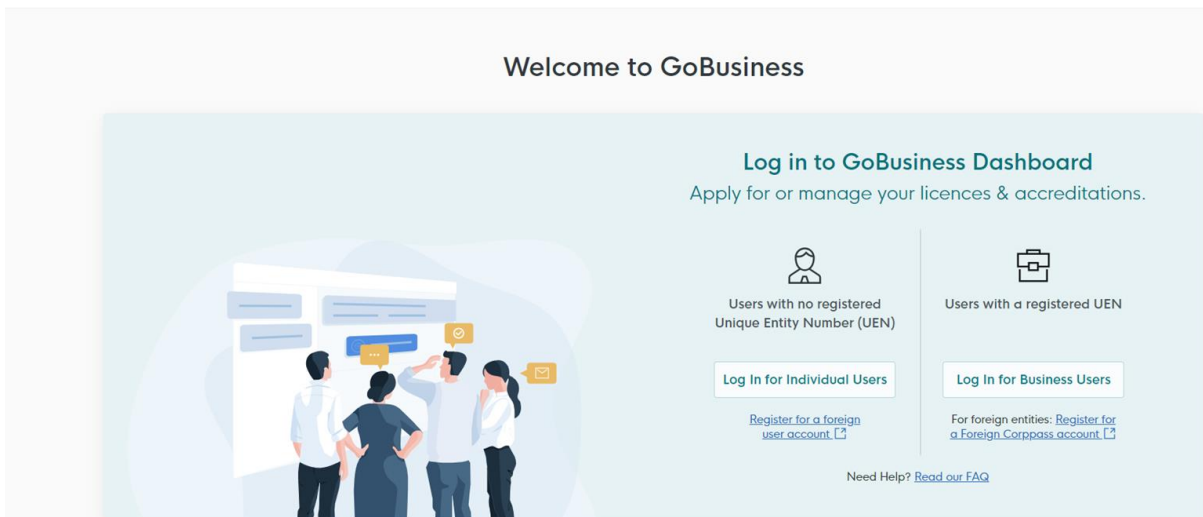 Welcome to GoBusiness
Log in to GoBusiness Dashboard
Apply for or manage your licences & accreditations.
Users with no registered
Unique Entity Number (UEN)
Log In for Individual Users
Register for a foreign
user account
Users with a registered UEN
Log In for Business Users
For foreign entities: Register for
a Foreign Corppass account
Need Help? Read our FAQ